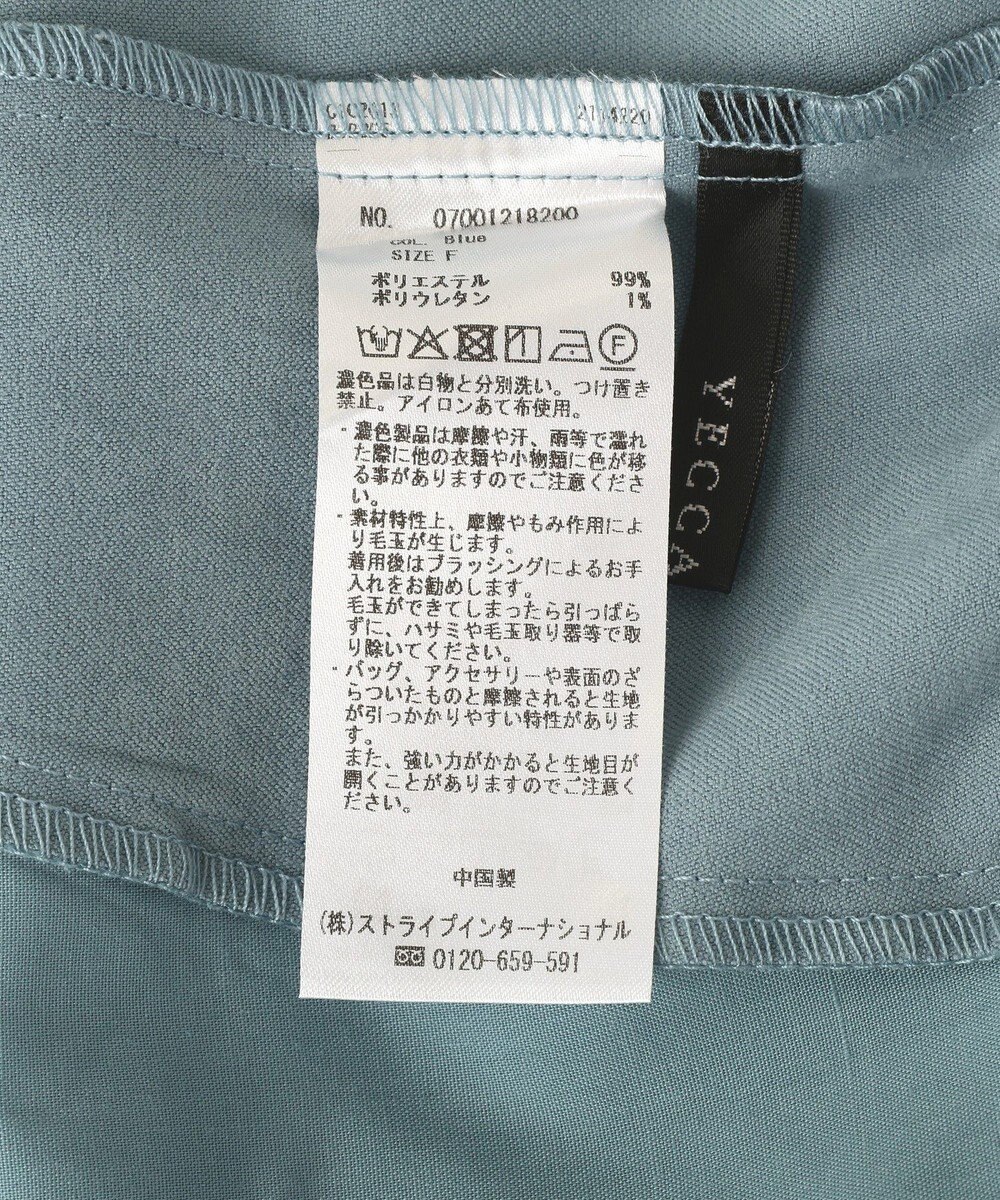 NO. 07001218200
COL. Blue
SIZE F
ポリエステル 99%
ポリウレタン 1%
F
濃色品は白物と分別洗い。つけ置き
禁止。アイロンあて布使用。
・濃色製品は摩擦や汗、雨等で濡れ
た際に他の衣類や小物類に色が移
る事がありますのでご注意くださ
い。
・素材特性上、摩擦やもみ作用によ
り毛玉が生じます。
着用後はブラッシングによるお手
入れをお勧めします。
毛玉ができてしまったら引っぱら
ずに、ハサミや毛玉取り器等で取
り除いてください。
・バッグ、アクセサリーや表面のざ
らついたものと摩擦されると生地
が引っかかりやすい特性がありま
す。
また、強い力がかかると生地目が
開くことがありますのでご注意く
ださい。
中国製
(株)ストライプインターナショナル
0120-659-591
YECCA